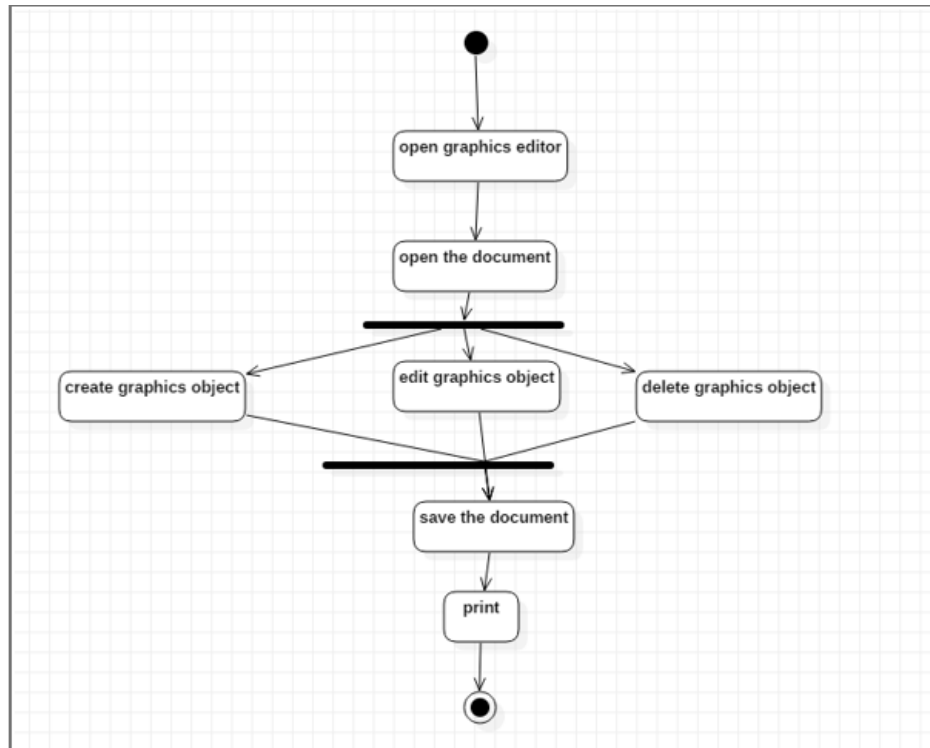 open graphics editor
open the document
create graphics object
edit graphics object
delete graphics object
save the document
print